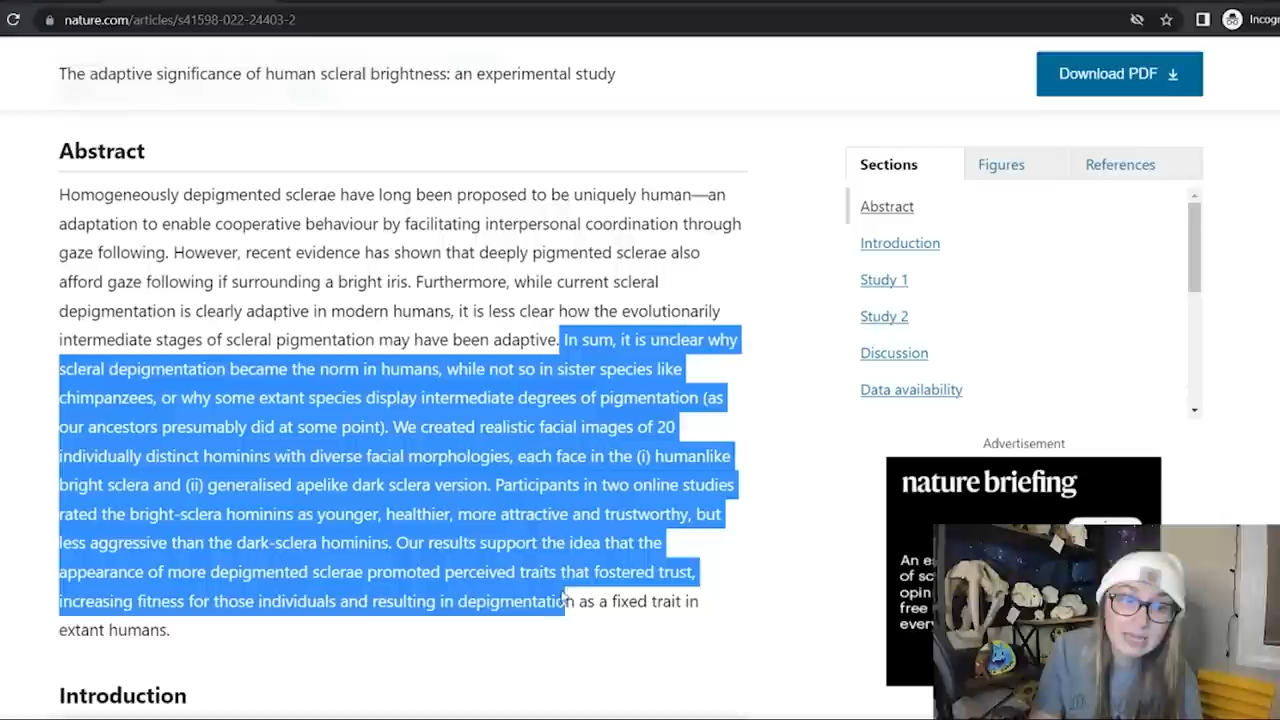 nature.com/articles/s41598-022-24403-2
Incogn
The adaptive significance of human scleral brightness: an experimental study
Download PDF
Abstract
Homogeneously depigmented sclerae have long been proposed to be uniquely human—an
adaptation to enable cooperative behaviour by facilitating interpersonal coordination through
gaze following. However, recent evidence has shown that deeply pigmented sclerae also
afford gaze following if surrounding a bright iris. Furthermore, while current scleral
depigmentation is clearly adaptive in modern humans, it is less clear how the evolutionarily
intermediate stages of scleral pigmentation may have been adaptive. In sum, it is unclear why
scleral depigmentation became the norm in humans, while not so in sister species like
chimpanzees, or why some extant species display intermediate degrees of pigmentation (as
our ancestors presumably did at some point). We created realistic facial images of 20
individually distinct hominins with diverse facial morphologies, each face in the (i) humanlike
bright sclera and (ii) generalised apelike dark sclera version. Participants in two online studies
rated the bright-sclera hominins as younger, healthier, more attractive and trustworthy, but
less aggressive than the dark-sclera hominins. Our results support the idea that the
appearance of more depigmented sclerae promoted perceived traits that fostered trust,
increasing fitness for those individuals and resulting in depigmentation as a fixed trait in
extant humans.
Introduction
Sections
Figures
References
Abstract
Introduction
Study 1
Study 2
Discussion
Data availability
Advertisement
nature briefing
An e
of sc
opin
free
every